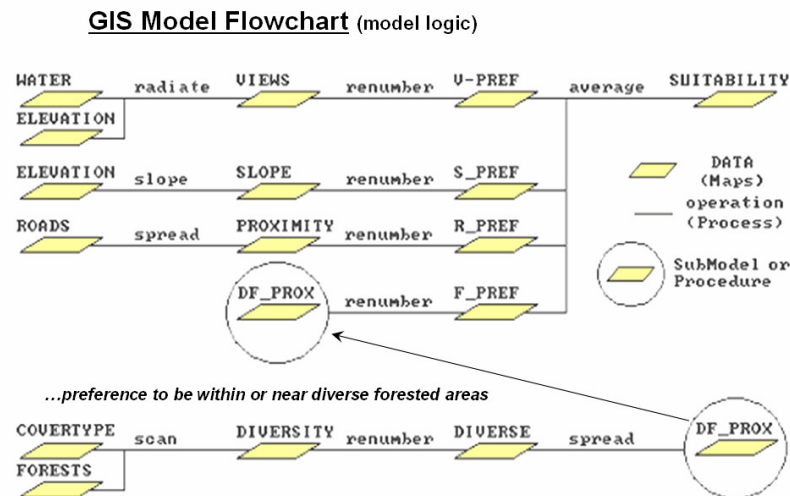 GIS Model Flowchart (model logic)
WATER radiate VIEWS renumber V-PREF average SUITABILITY
ELEVATION
ELEVATION slope SLOPE renumber S_PREF
DATA
(Maps)
operation
(Process)
ROADS spread PROXIMITY renumber R_PREF
SubModel or
Procedure
DF_PROX renumber F_PREF
...preference to be within or near diverse forested areas
COVERTYPE scan DIVERSITY renumber DIVERSE spread DF_PROX
FORESTS